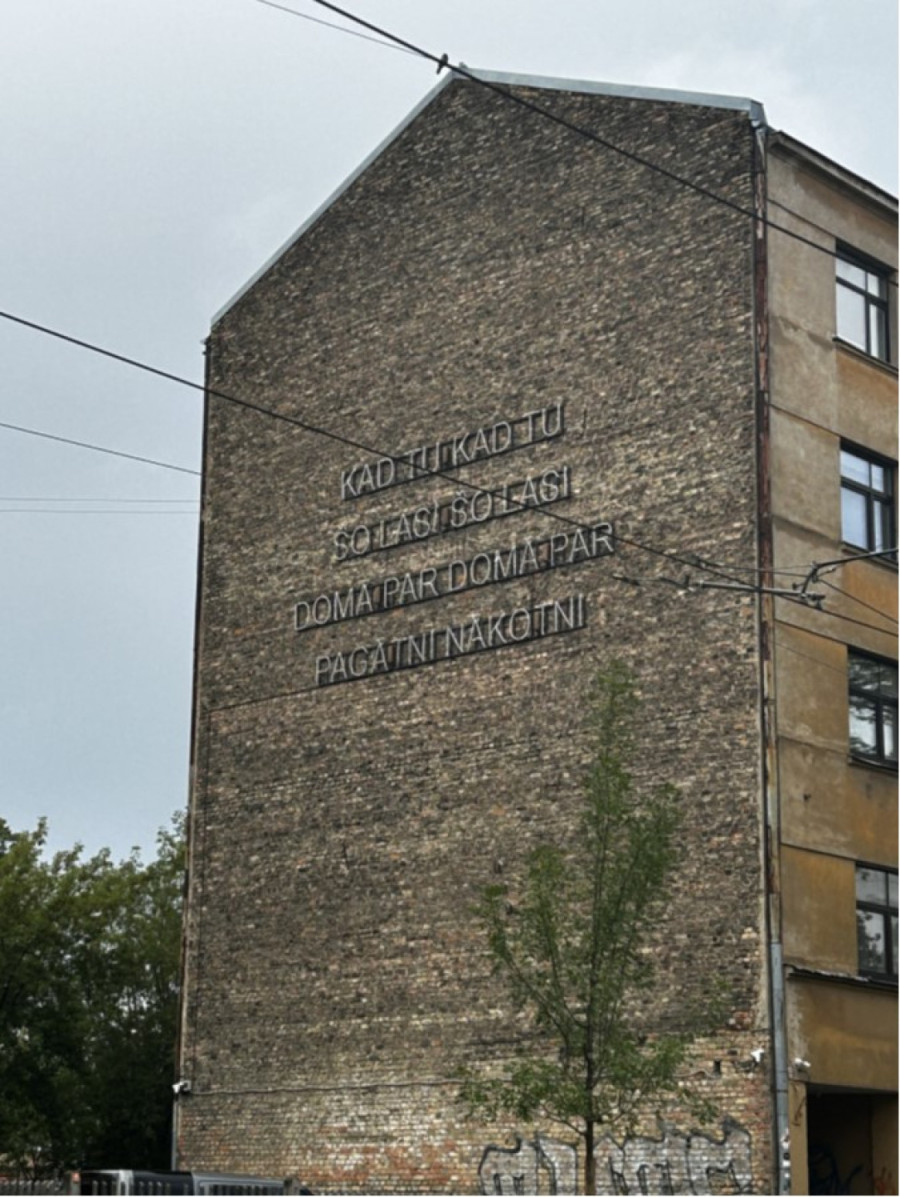 KAD TU KAD TU
ŠO LASI ŠO LASI
DOMĀ PAR DOMĀ PAR
PAGĀTNI NĀKOTNI